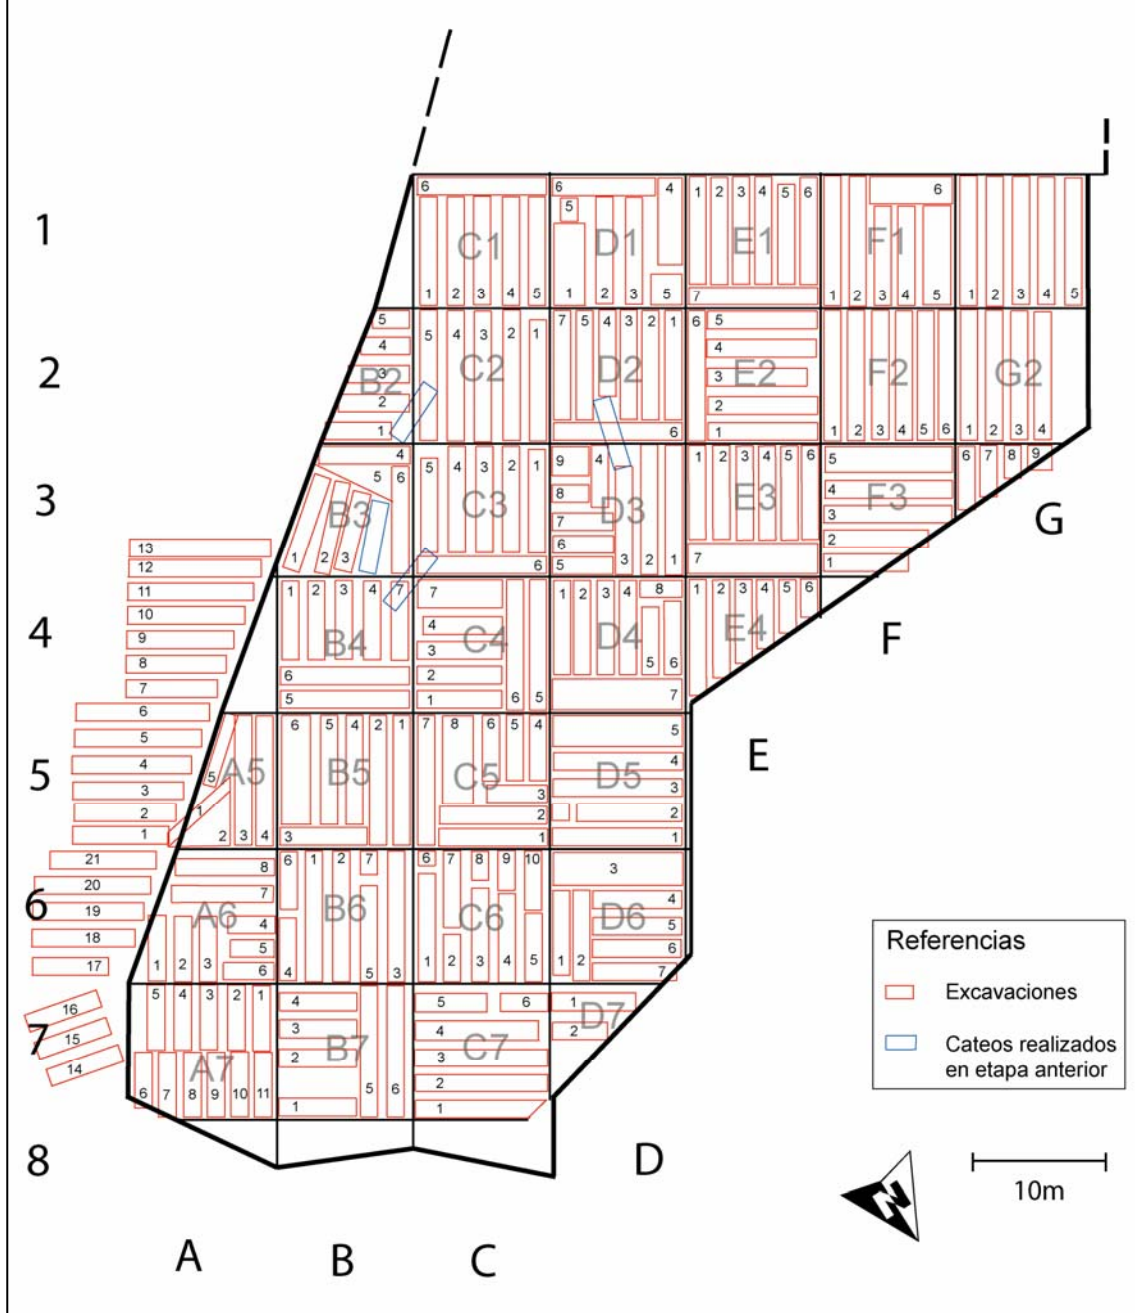 1
6
C1
1 2 3 4 5
6
4
5
D1
1 2 3 5
1 2 3 4 5 6
E1
7
6
F1
1 2 3 4 5
1 2 3 4 5
2
5
4
3
B2
2
1
5 4 3 2 1
C2
7 5 4 3 2 1
D2
6
6
5
4
3
E2
2
1
F2
1 2 3 4 5 6
G2
1 2 3 4
3
4
5 6
B3
1 2 3
5 4 3 2 1
C3
6
9
4
8
D3
7
6
5
3 2 1
1 2 3 4 5 6
E3
7
5
4
F3
3
2
1
6 7 8 9
G
13
12
11
10
9
8
7
4
1 2 3 4 7
B4
6
5
7
4
C4
3
2
1
6 5
1 2 3 4 8
D4
5 6
7
1 2 3 4 5 6
E4
F
6
5
4
3
2
1
5
5
A5
1
2 3 4
6 5 4 2 1
B5
3
7 8 6 5 4
C5
3
2
1
5
4
D5
3
2
1
E
21
20
19
18
17
6
8
7
A6
4
5
6
1 2 3
6 1 2 7
B6
4 5 3
6 7 8 9 10
C6
1 2 3 4 5
3
4
D6
5
6
7
1 2
16
15
14
7
5 4 3 2 1
A7
6 7 8 9 10 11
4
3
B7
2
1
5 6
5 6
4
C7
3
2
1
1
D7
2
8
D
A
B
C
Referencias
Excavaciones
Cateos realizados
en etapa anterior
N
10m